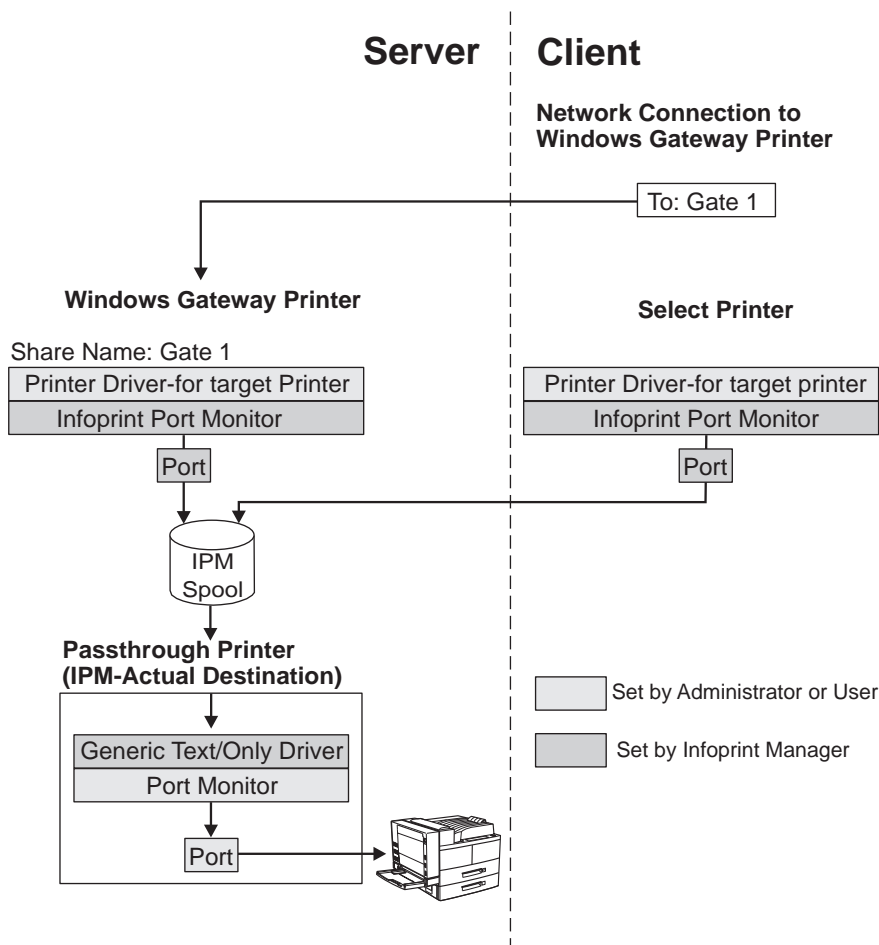 Server
Client
Network Connection to
Windows Gateway Printer
To: Gate 1
Windows Gateway Printer
Select Printer
Share Name: Gate 1
Printer Driver-for target Printer
Infoprint Port Monitor
Port
Printer Driver-for target printer
Infoprint Port Monitor
Port
IPM
Spool
Passthrough Printer
(IPM-Actual Destination)
Generic Text/Only Driver
Port Monitor
Port
Set by Administrator or User
Set by Infoprint Manager